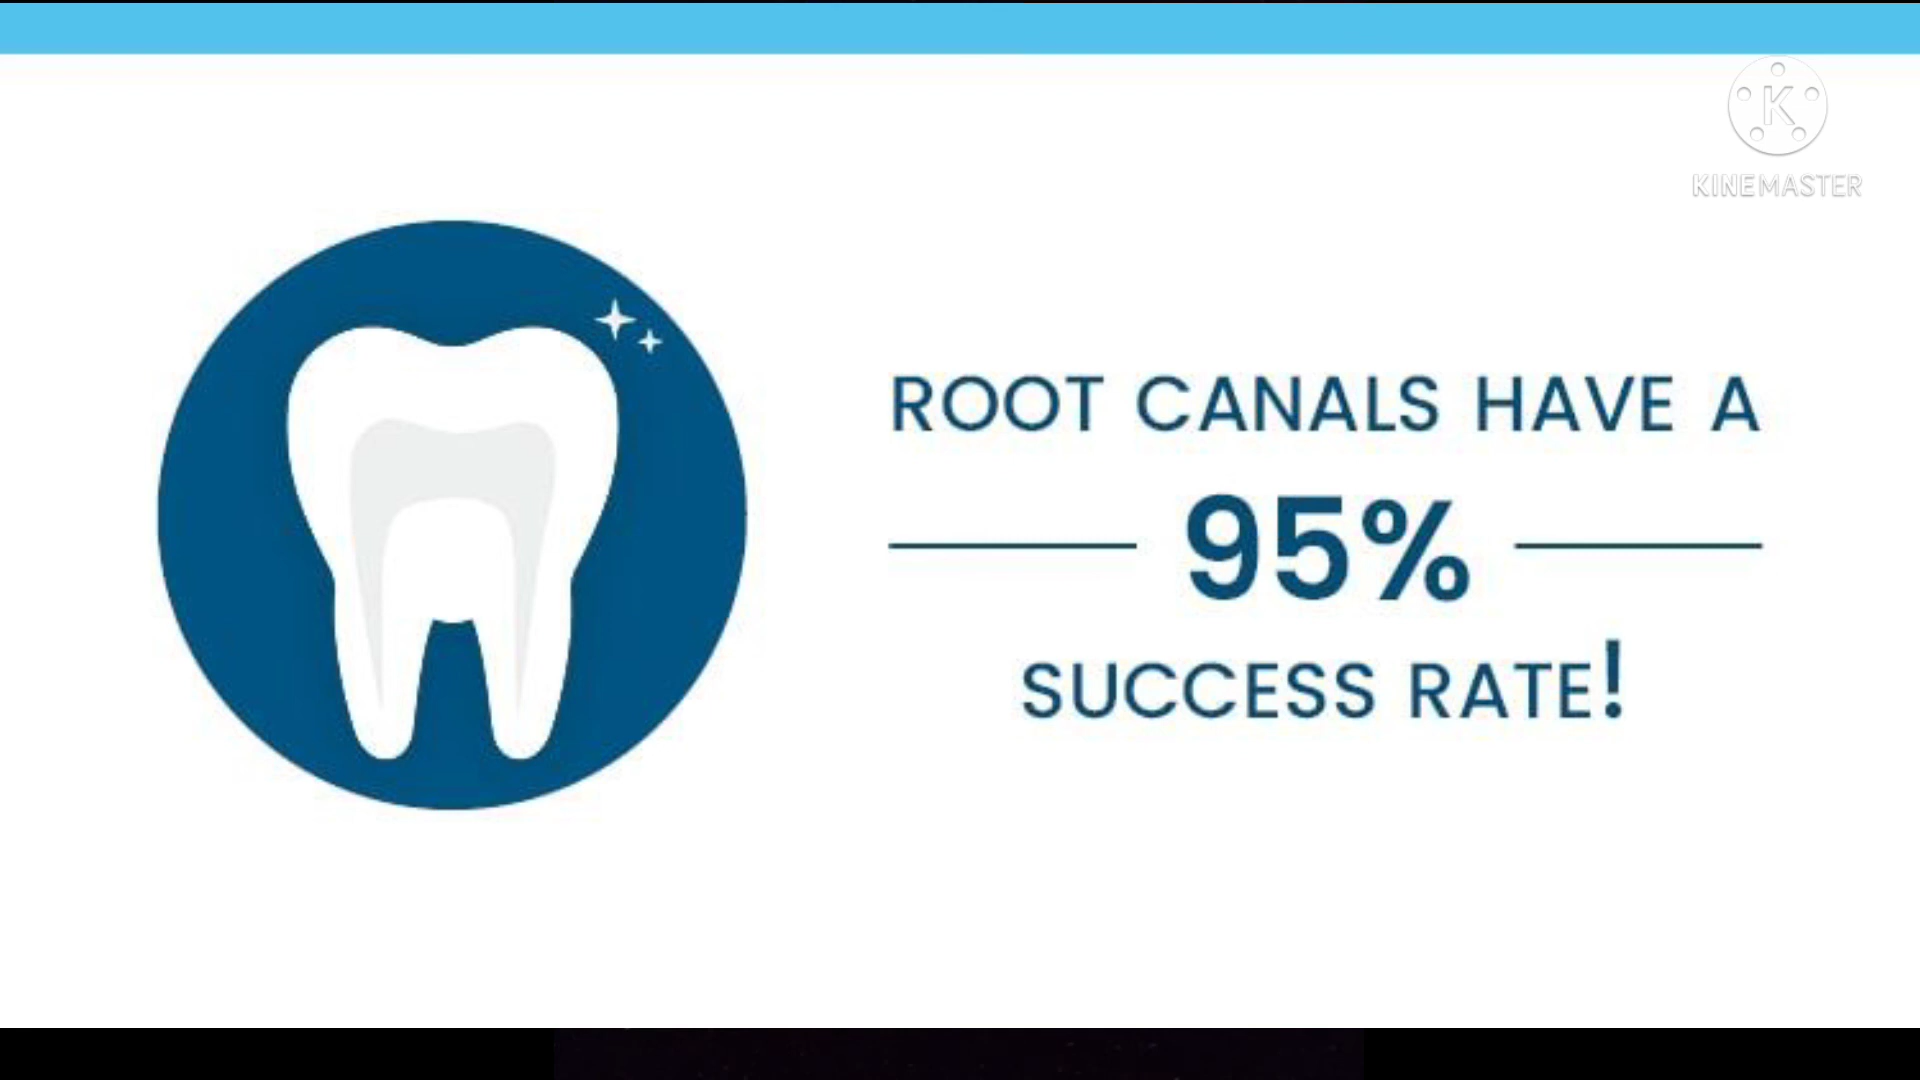 K
KINEMASTER
ROOT CANALS HAVE A
95%
SUCCESS RATE!